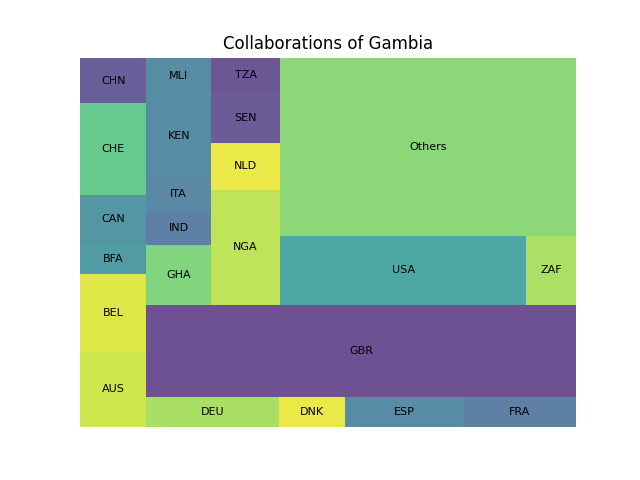 Collaborations of Gambia
CHN
MLI
TZA
Others
CHE
KEN
SEN
NLD
ITA
CAN
IND
NGA
BFA
GHA
USA
ZAF
BEL
GBR
AUS
DEU
DNK
ESP
FRA